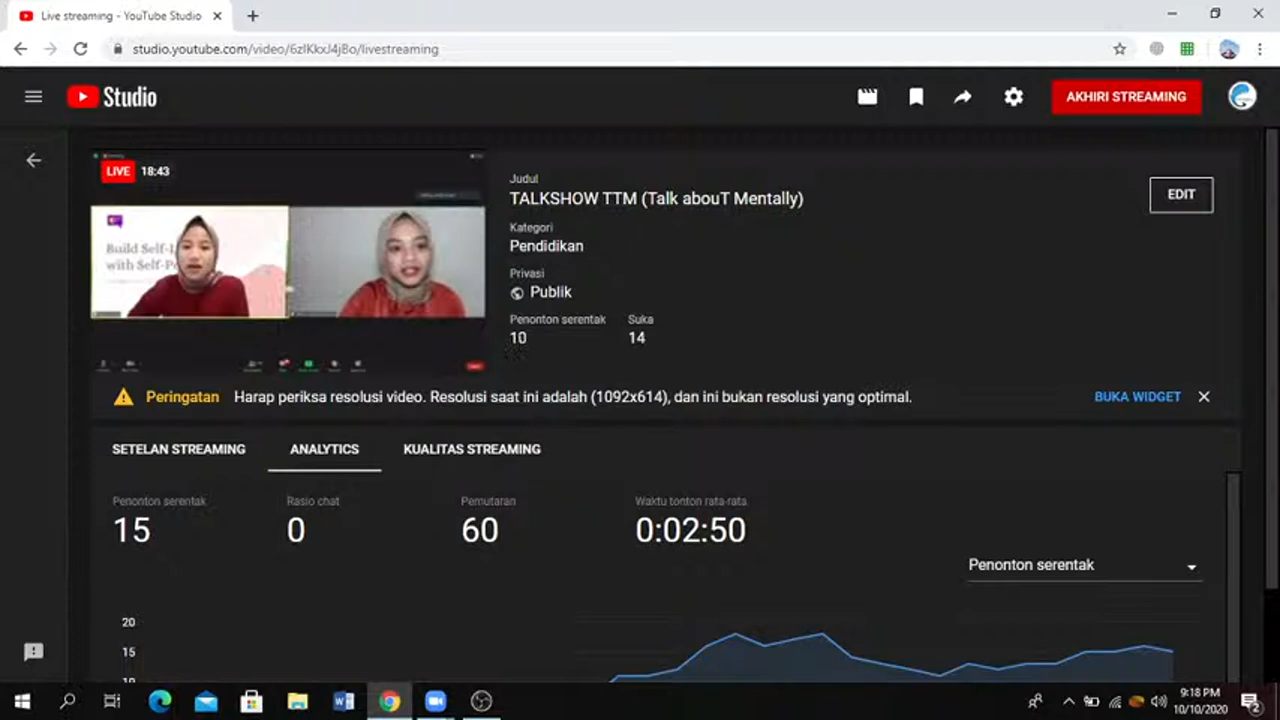 Live streaming - YouTube Studio
studio.youtube.com/video/6zlKkxJ4jBo/livestreaming
Studio
AKHIRI STREAMING
LIVE 18:43
Build Self-
with Self-
Judul
TALKSHOW TTM (Talk abouT Mentally)
EDIT
Kategori
Pendidikan
Privasi
Publik
Penonton serentak Suka
10 14
Peringatan Harap periksa resolusi video. Resolusi saat ini adalah (1092x614), dan ini bukan resolusi yang optimal. BUKA WIDGET
SETELAN STREAMING ANALYTICS KUALITAS STREAMING
Penonton serentak Rasio chat Pemutaran Waktu tonton rata-rata
15 0 60 0:02:50
Penonton serentak
20
15
10
9:18 PM
10/10/2020
2